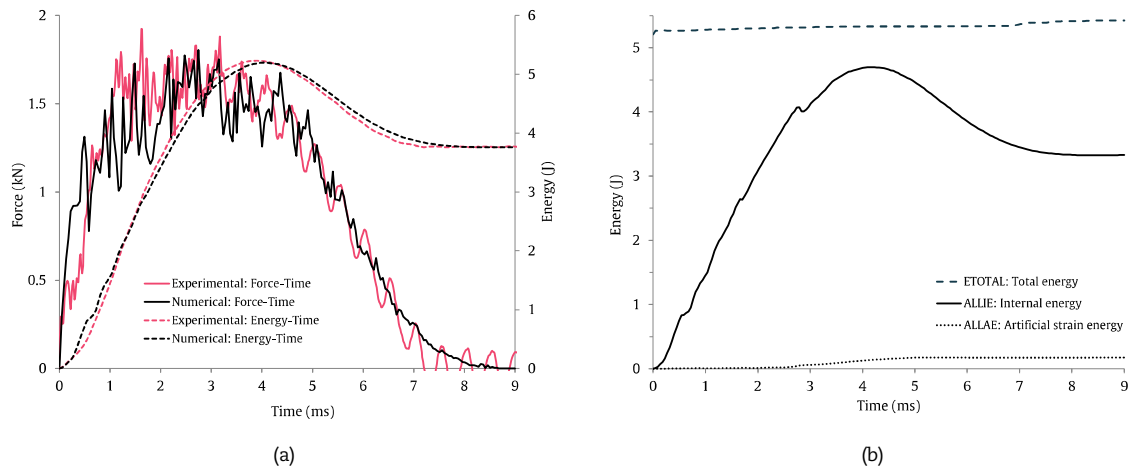 2
1.5
1
0.5
0
Force (kN)
6
5
4
3
2
1
0
Energy (J)
Experimental: Force-Time
Numerical: Force-Time
Experimental: Energy-Time
Numerical: Energy-Time
0 1 2 3 4 5 6 7 8 9
Time (ms)
(a)
5
4
3
2
1
0
Energy (J)
ETOTAL: Total energy
ALLIE: Internal energy
ALLAE: Artificial strain energy
0 1 2 3 4 5 6 7 8 9
Time (ms)
(b)